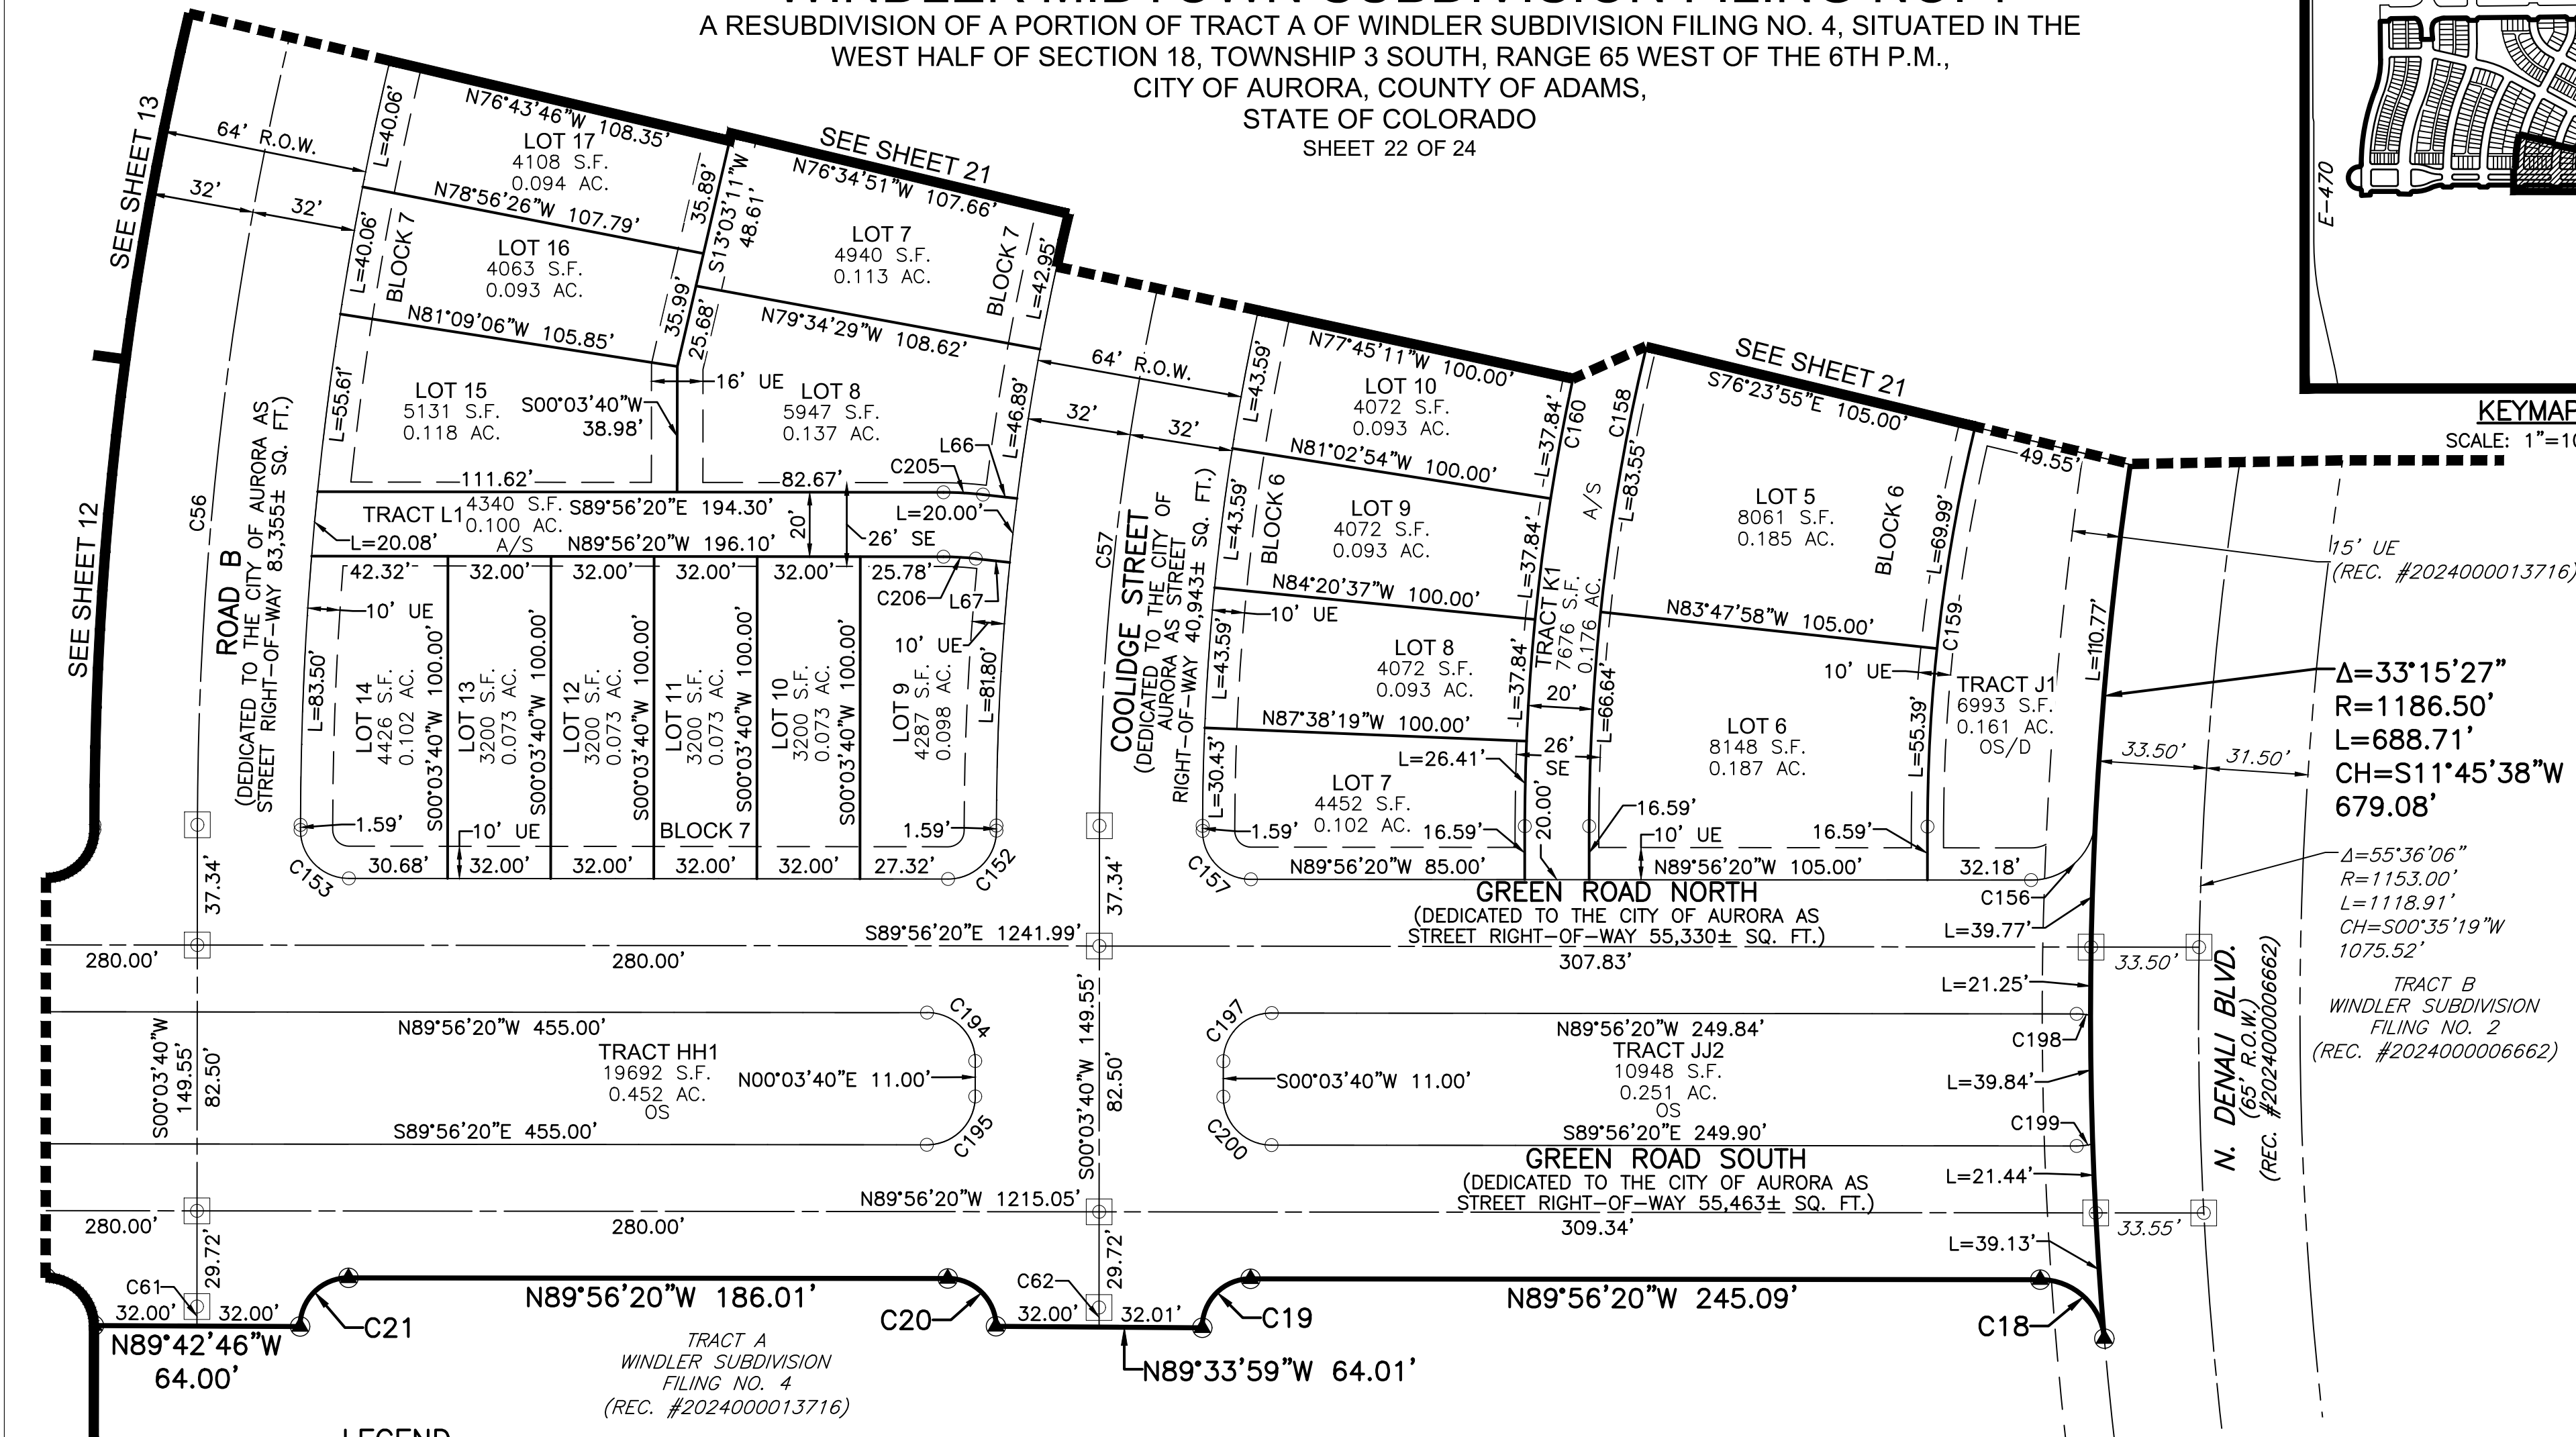 A RESUBDIVISION OF A PORTION OF TRACT A OF WINDLER SUBDIVISION FILING NO. 4, SITUATED IN THE
WEST HALF OF SECTION 18, TOWNSHIP 3 SOUTH, RANGE 65 WEST OF THE 6TH P.M.,
CITY OF AURORA, COUNTY OF ADAMS,
STATE OF COLORADO
SHEET 22 OF 24
E-470
SCALE:
SEE SHEET 13
SEE SHEET 12
SEE SHEET 21
SEE SHEET 21
64' R.O.W.
32'
32'
L=40.06'
N76°43'46"W 108.35'
LOT 17
4108 S.F.
0.094 AC.
35.89'
N78°56'26"W 107.79'
L=40.06'
BLOCK 7
LOT 16
4063 S.F.
0.093 AC.
35.99'
N81°09'06"W 105.85'
L=55.61'
LOT 15
5131 S.F.
0.118 AC.
S00°03'40"W
38.98'
111.62'
S13°03'11"W
48.61'
N76°34'51"W 107.66'
LOT 7
4940 S.F.
0.113 AC.
BLOCK 7
L=42.95'
25.68'
N79°34'29"W 108.62'
16' UE
LOT 8
5947 S.F.
0.137 AC.
L=46.89'
L66
C205
82.67'
TRACT L1
4340 S.F.
0.100 AC.
A/S
S89°56'20"E 194.30'
20'
L=20.00'
26' SE
L=20.08'
N89°56'20"W 196.10'
C56
ROAD B
(DEDICATED TO THE CITY OF AURORA AS
STREET RIGHT-OF-WAY 83,355± SQ. FT.)
42.32'
32.00'
32.00'
32.00'
32.00'
25.78'
C206
L67
10' UE
10' UE
L=83.50'
LOT 14
4426 S.F.
0.102 AC.
S00°03'40"W 100.00'
LOT 13
3200 S.F.
0.073 AC.
S00°03'40"W 100.00'
LOT 12
3200 S.F.
0.073 AC.
S00°03'40"W 100.00'
LOT 11
3200 S.F.
0.073 AC.
S00°03'40"W 100.00'
LOT 10
3200 S.F.
0.073 AC.
S00°03'40"W 100.00'
LOT 9
4287 S.F.
0.098 AC.
L=81.80'
1.59'
10' UE
BLOCK 7
1.59'
C153
30.68'
32.00'
32.00'
32.00'
32.00'
27.32'
C152
64' R.O.W.
32'
32'
C57
COOLIDGE STREET
(DEDICATED TO THE CITY OF
AURORA AS STREET
RIGHT-OF-WAY 40,943± SQ. FT.)
L=43.59'
N77°45'11"W 100.00'
LOT 10
4072 S.F.
0.093 AC.
L=37.84'
C160
N81°02'54"W 100.00'
L=43.59'
BLOCK 6
LOT 9
4072 S.F.
0.093 AC.
L=37.84'
N84°20'37"W 100.00'
10' UE
L=43.59'
LOT 8
4072 S.F.
0.093 AC.
L=37.84'
N87°38'19"W 100.00'
L=30.43'
L=26.41'
LOT 7
4452 S.F.
0.102 AC.
1.59'
16.59'
C157
N89°56'20"W 85.00'
C158
A/S
L=83.55'
TRACT K1
7676 S.F.
0.176 AC.
20'
L=66.64'
26'
SE
20.00'
S76°23'55"E 105.00'
LOT 5
8061 S.F.
0.185 AC.
BLOCK 6
L=69.99'
N83°47'58"W 105.00'
C159
10' UE
LOT 6
8148 S.F.
0.187 AC.
L=55.39'
16.59'
10' UE
16.59'
N89°56'20"W 105.00'
49.55'
15' UE
(REC. #2024000013716)
L=110.77'
TRACT J1
6993 S.F.
0.161 AC.
OS/D
32.18'
C156
L=39.77'
33.50'
31.50'
Δ=33°15'27"
R=1186.50'
L=688.71'
CH=S11°45'38"W
679.08'
Δ=55°36'06"
R=1153.00'
L=1118.91'
CH=S00°35'19"W
1075.52'
TRACT B
WINDLER SUBDIVISION
FILING NO. 2
(REC. #2024000006662)
37.34'
37.34'
GREEN ROAD NORTH
(DEDICATED TO THE CITY OF AURORA AS
STREET RIGHT-OF-WAY 55,330± SQ. FT.)
S89°56'20"E 1241.99'
280.00'
280.00'
307.83'
33.50'
L=21.25'
N. DENALI BLVD.
(65' R.O.W.)
(REC. #2024000006662)
S00°03'40"W
149.55'
82.50'
N89°56'20"W 455.00'
C194
TRACT HH1
19692 S.F.
0.452 AC.
OS
N00°03'40"E 11.00'
S89°56'20"E 455.00'
C195
S00°03'40"W 149.55'
82.50'
C197
N89°56'20"W 249.84'
TRACT JJ2
10948 S.F.
0.251 AC.
OS
S00°03'40"W 11.00'
C198
L=39.84'
C199
C200
S89°56'20"E 249.90'
GREEN ROAD SOUTH
(DEDICATED TO THE CITY OF AURORA AS
STREET RIGHT-OF-WAY 55,463± SQ. FT.)
L=21.44'
N89°56'20"W 1215.05'
280.00'
280.00'
309.34'
33.55'
L=39.13'
29.72'
29.72'
C61
32.00'
32.00'
N89°42'46"W
64.00'
C21
N89°56'20"W 186.01'
C20
C62
32.00'
32.01'
C19
N89°33'59"W 64.01'
N89°56'20"W 245.09'
C18
TRACT A
WINDLER SUBDIVISION
FILING NO. 4
(REC. #2024000013716)